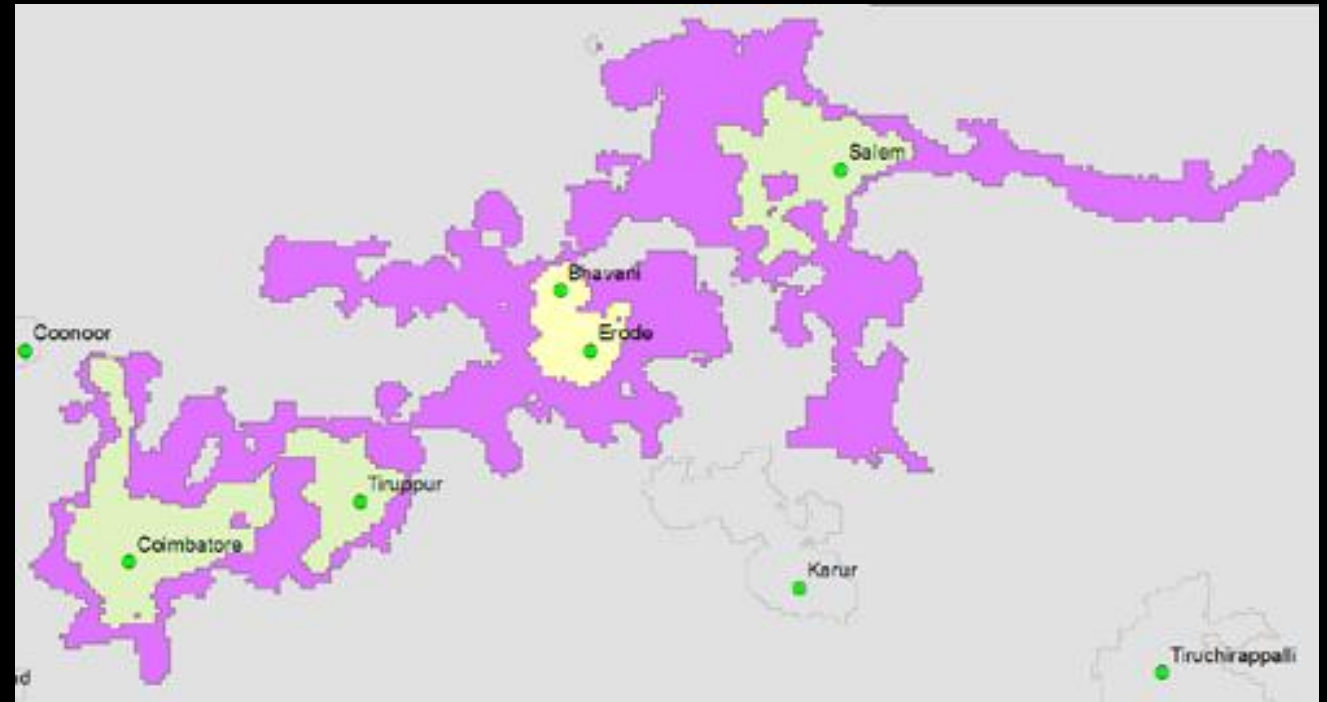 Salem
Bhavani
Coonoor
Erode
Tiruppur
Coimbatore
Karur
Tiruchirappalli